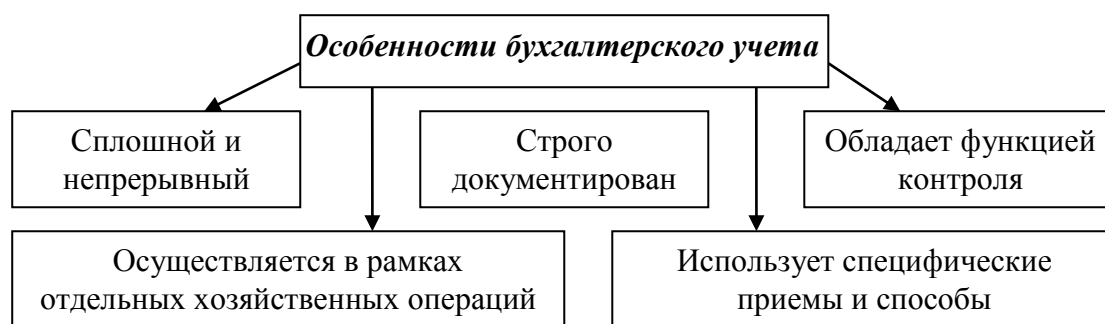 Особенности бухгалтерского учета
Сплошной и
непрерывный
Строго
документирован
Обладает функцией
контроля
Осуществляется в рамках
отдельных хозяйственных операций
Использует специфические
приемы и способы